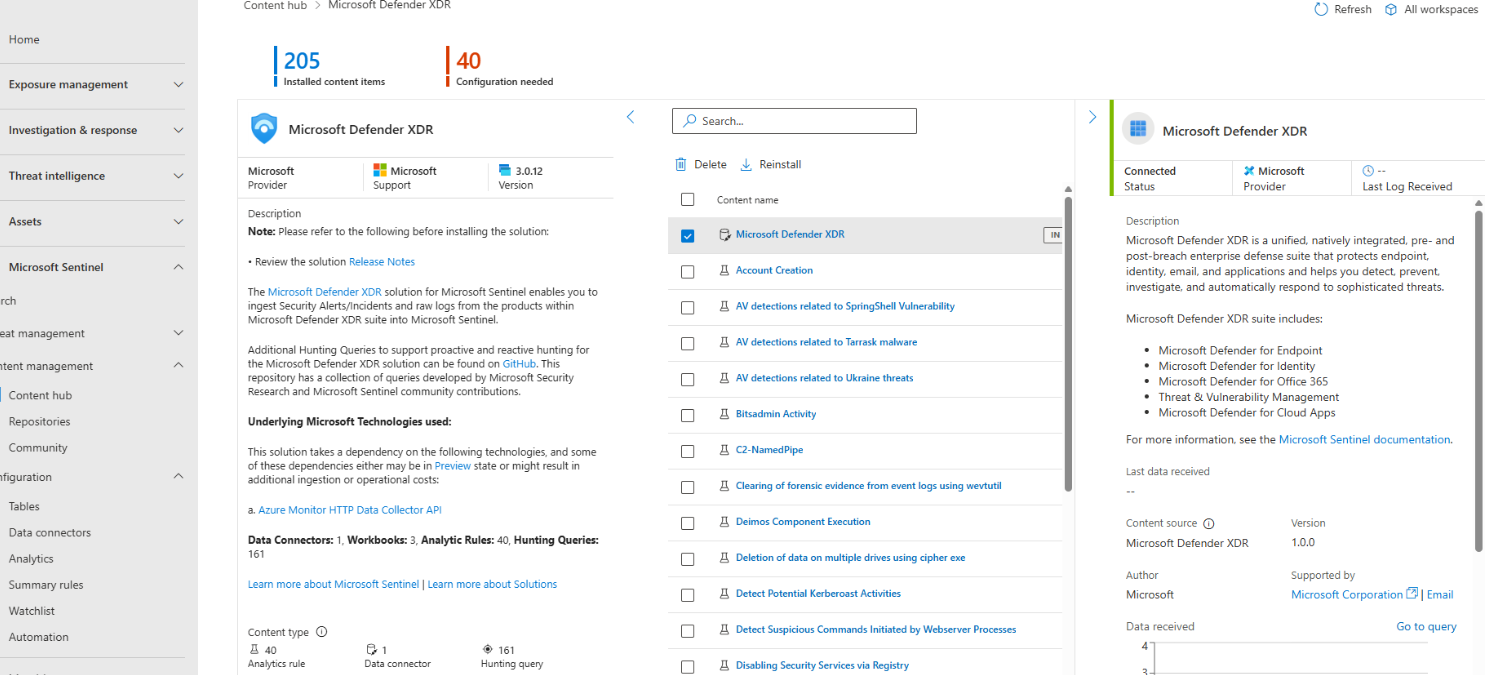 Content hub > Microsoft Defender XDR
Refresh All workspaces
Home
Exposure management
Investigation & response
Threat intelligence
Assets
Microsoft Sentinel
rch
eat management
ntent management
Content hub
Repositories
Community
nfiguration
Tables
Data connectors
Analytics
Summary rules
Watchlist
Automation
205
Installed content items
40
Configuration needed
Microsoft Defender XDR
Microsoft
Provider
Microsoft
Support
3.0.12
Version
Description
Note: Please refer to the following before installing the solution:
• Review the solution Release Notes
The Microsoft Defender XDR solution for Microsoft Sentinel enables you to
ingest Security Alerts/Incidents and raw logs from the products within
Microsoft Defender XDR suite into Microsoft Sentinel.
Additional Hunting Queries to support proactive and reactive hunting for
the Microsoft Defender XDR solution can be found on GitHub. This
repository has a collection of queries developed by Microsoft Security
Research and Microsoft Sentinel community contributions.
Underlying Microsoft Technologies used:
This solution takes a dependency on the following technologies, and some
of these dependencies either may be in Preview state or might result in
additional ingestion or operational costs:
a. Azure Monitor HTTP Data Collector API
Data Connectors: 1, Workbooks: 3, Analytic Rules: 40, Hunting Queries:
161
Learn more about Microsoft Sentinel | Learn more about Solutions
Content type
40
Analytics rule
1
Data connector
161
Hunting query
Search...
Delete Reinstall
Content name
Microsoft Defender XDR IN
Account Creation
AV detections related to SpringShell Vulnerability
AV detections related to Tarrask malware
AV detections related to Ukraine threats
Bitsadmin Activity
C2-NamedPipe
Clearing of forensic evidence from event logs using wevtutil
Deimos Component Execution
Deletion of data on multiple drives using cipher exe
Detect Potential Kerberoast Activities
Detect Suspicious Commands Initiated by Webserver Processes
Disabling Security Services via Registry
Microsoft Defender XDR
Connected
Status
Microsoft
Provider
--
Last Log Received
Description
Microsoft Defender XDR is a unified, natively integrated, pre- and
post-breach enterprise defense suite that protects endpoint,
identity, email, and applications and helps you detect, prevent,
investigate, and automatically respond to sophisticated threats.
Microsoft Defender XDR suite includes:
• Microsoft Defender for Endpoint
• Microsoft Defender for Identity
• Microsoft Defender for Office 365
• Threat & Vulnerability Management
• Microsoft Defender for Cloud Apps
For more information, see the Microsoft Sentinel documentation.
Last data received
--
Content source
Microsoft Defender XDR
Version
1.0.0
Author
Microsoft
Supported by
Microsoft Corporation | Email
Data received
Go to query
4
3